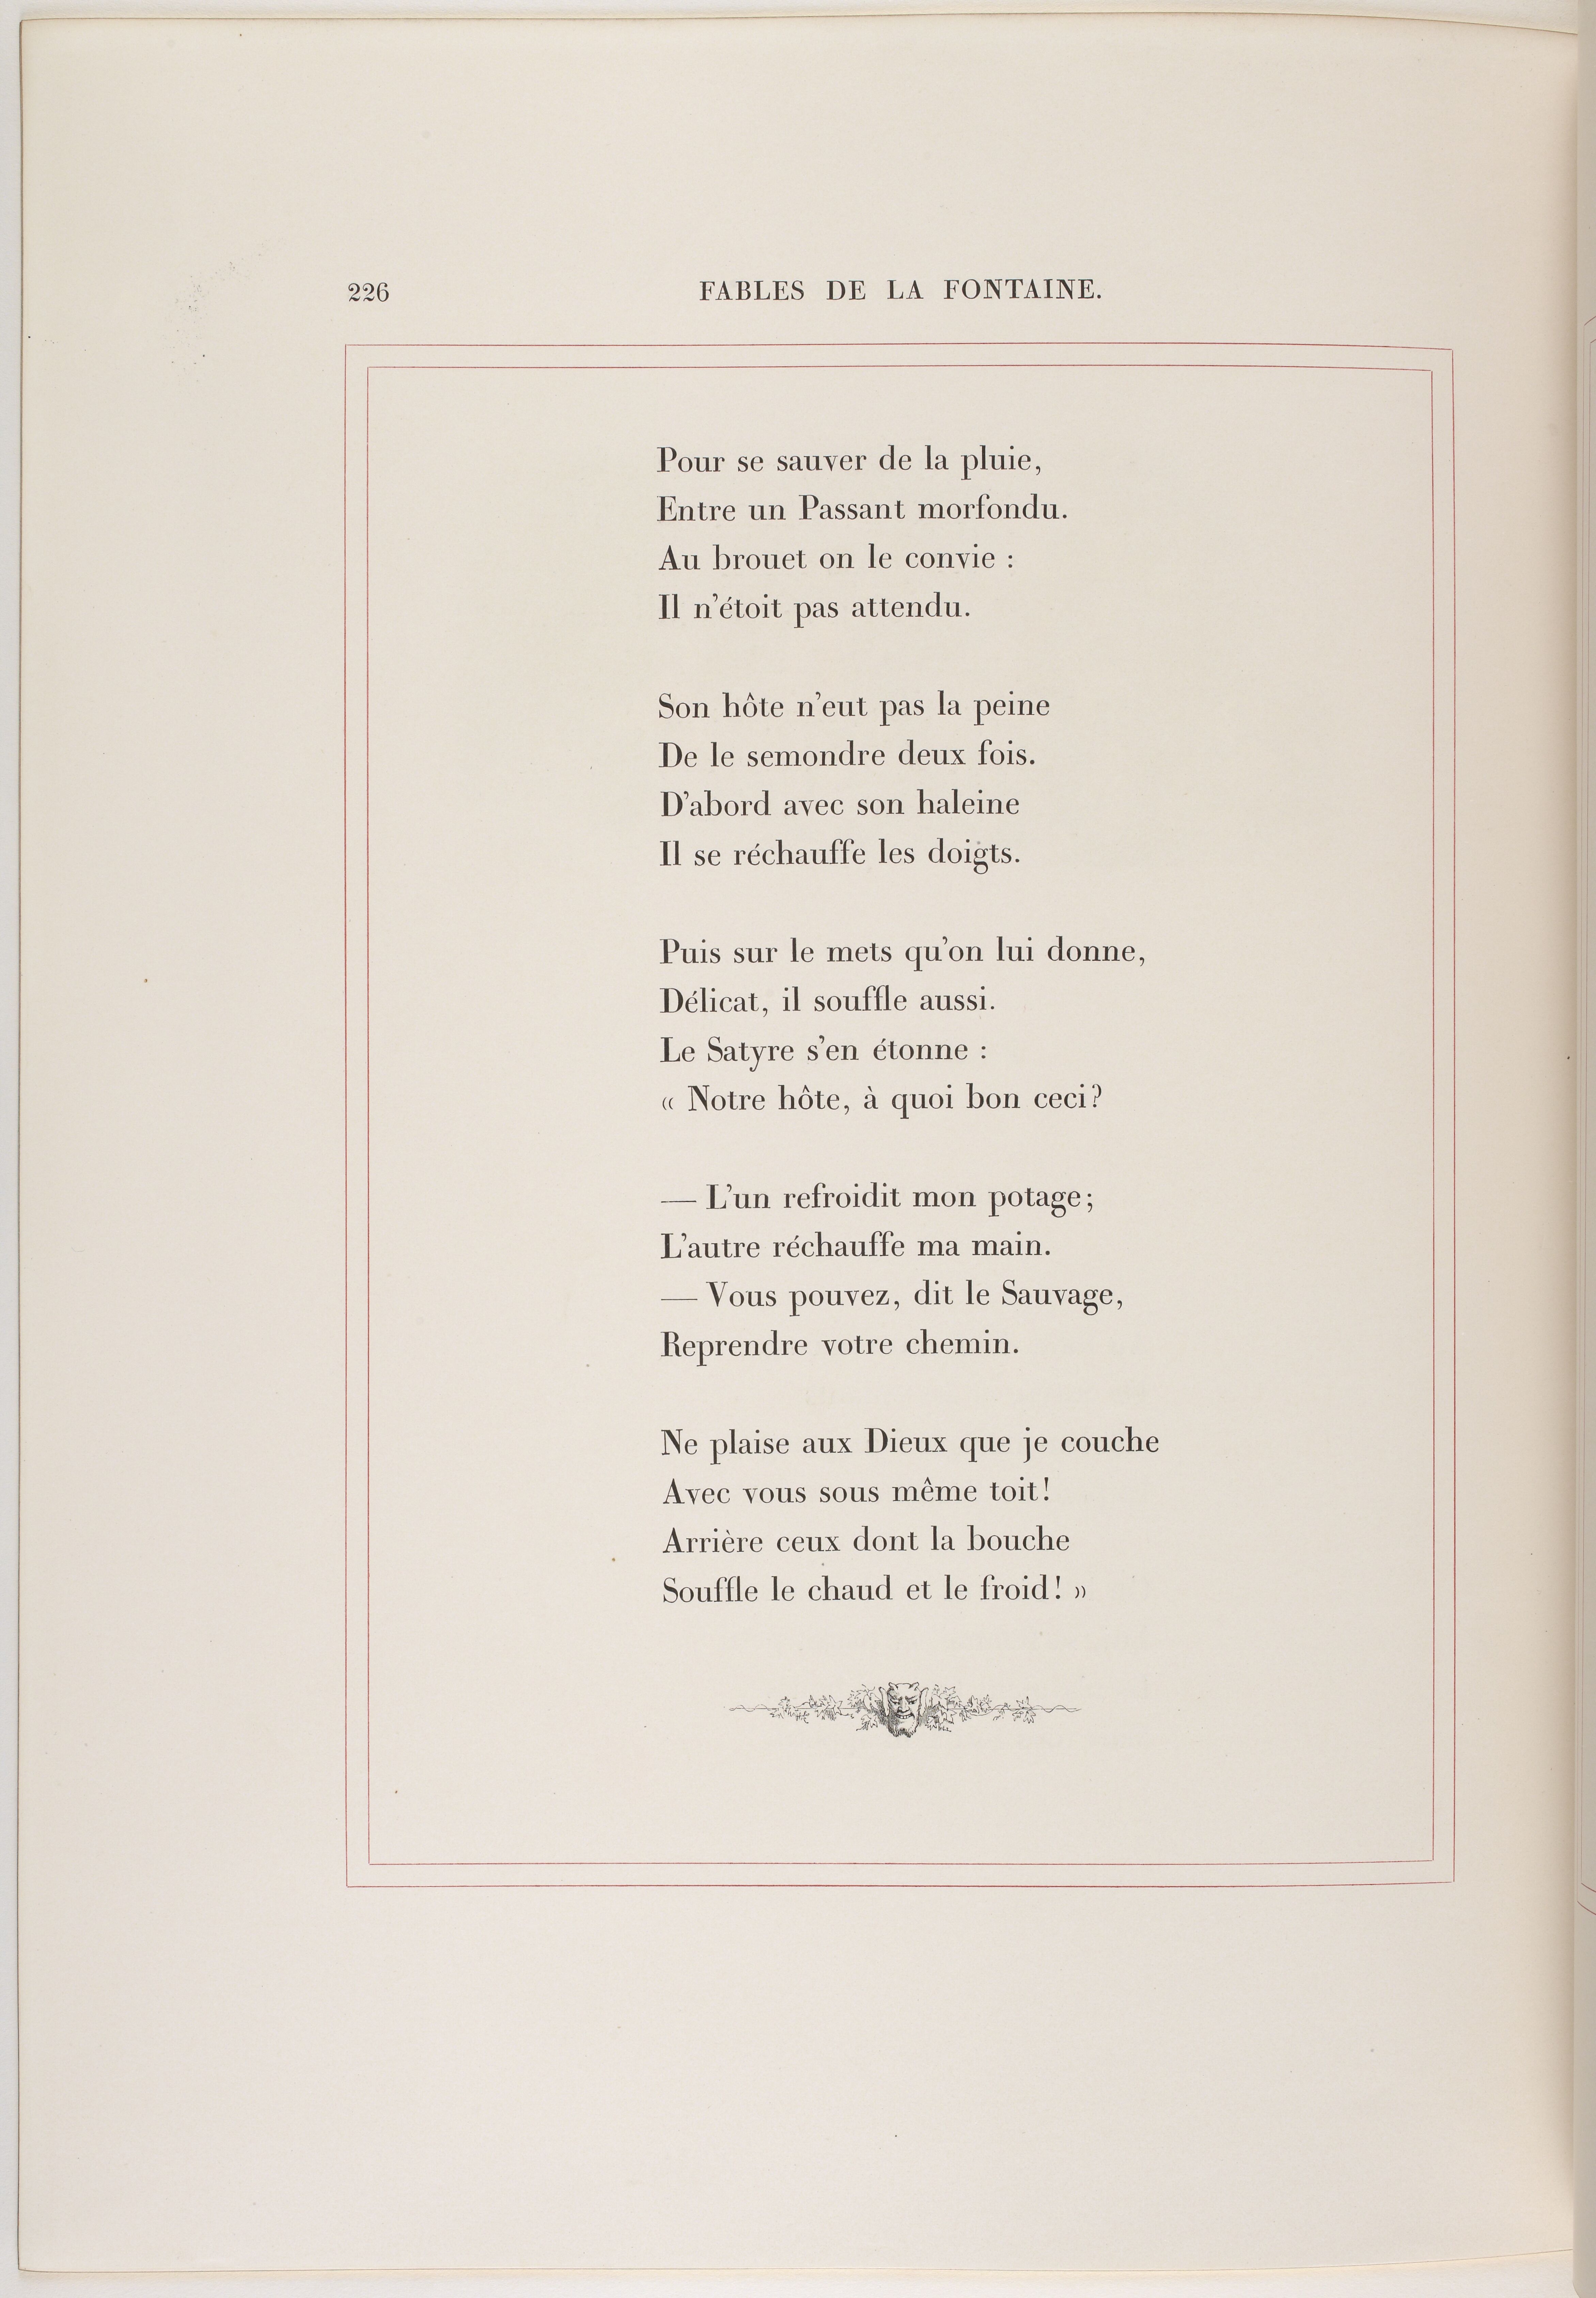 226
FABLES DE LA FONTAINE.
Pour se sauver de la pluie,
Entre un Passant morfondu.
Au brouet on le convie :
Il n'étoit pas attendu.
Son hôte n'eut pas la peine
De le semondre deux fois.
D'abord avec son haleine
Il se réchauffe les doigts.
Puis sur le mets qu'on lui donne,
Délicat, il souffle aussi.
Le Satyre s'en étonne :
« Notre hôte, à quoi bon ceci?
— L'un refroidit mon potage;
L'autre réchauffe ma main.
— Vous pouvez, dit le Sauvage,
Reprendre votre chemin.
Ne plaise aux Dieux que je couche
Avec vous sous même toit!
Arrière ceux dont la bouche
Souffle le chaud et le froid! »